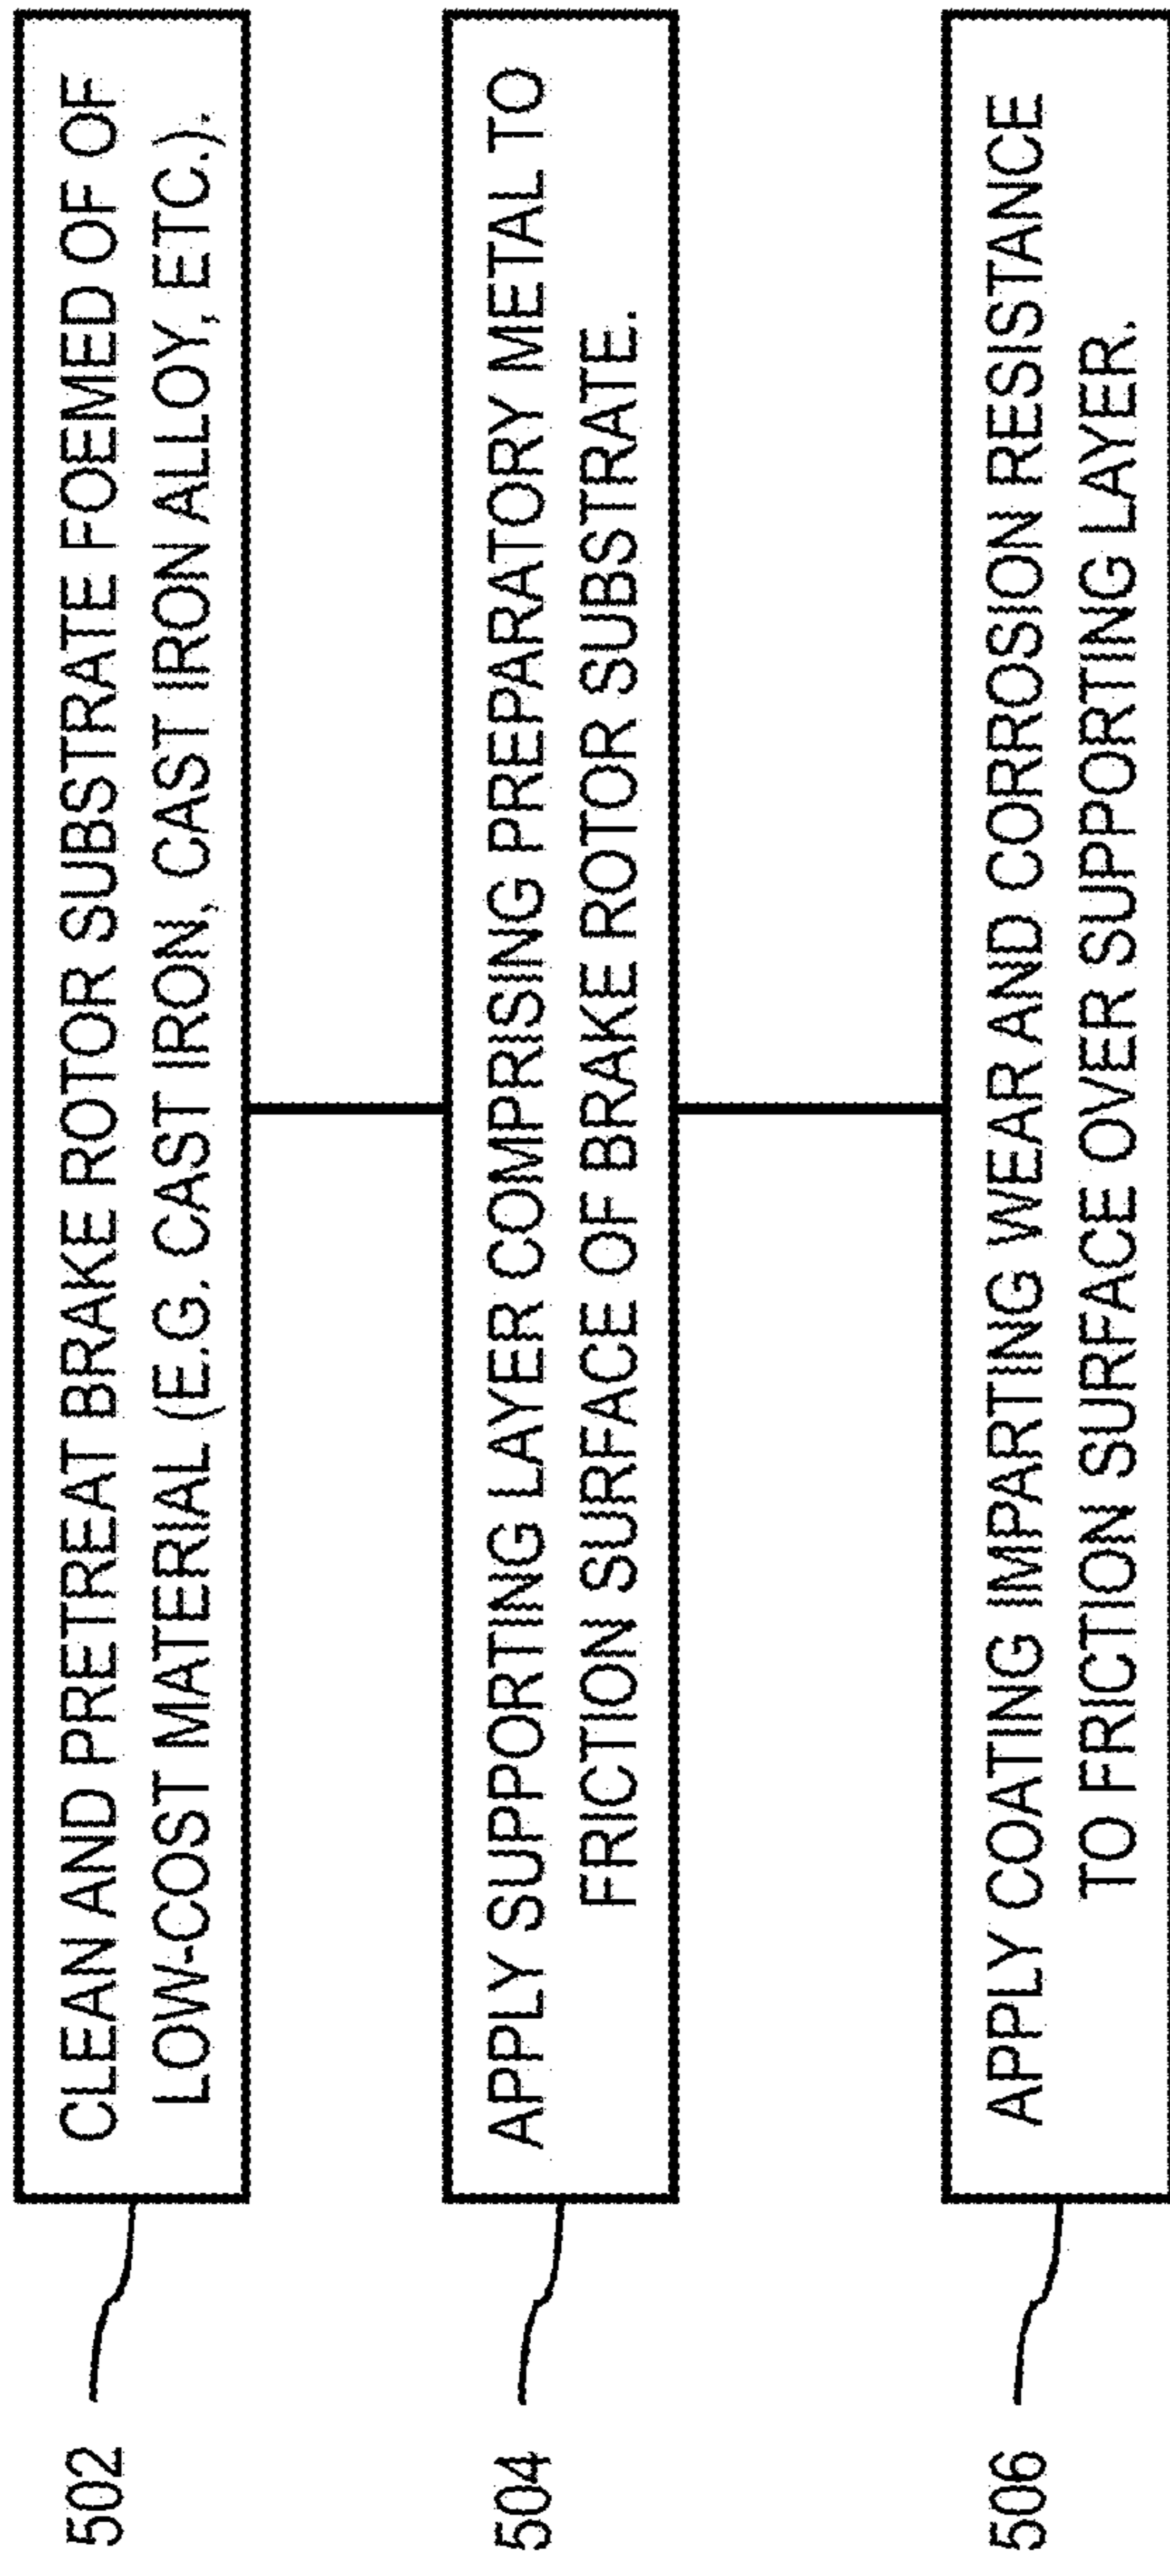 502
CLEAN AND PRETREAT BRAKE ROTOR SUBSTRATE FOEMED OF OF
LOW-COST MATERIAL (E.G. CAST IRON, CAST IRON ALLOY, ETC.).
504
APPLY SUPPORTING LAYER COMPRISING PREPARATORY METAL TO
FRICTION SURFACE OF BRAKE ROTOR SUBSTRATE.
506
APPLY COATING IMPARTING WEAR AND CORROSION RESISTANCE
TO FRICTION SURFACE OVER SUPPORTING LAYER.